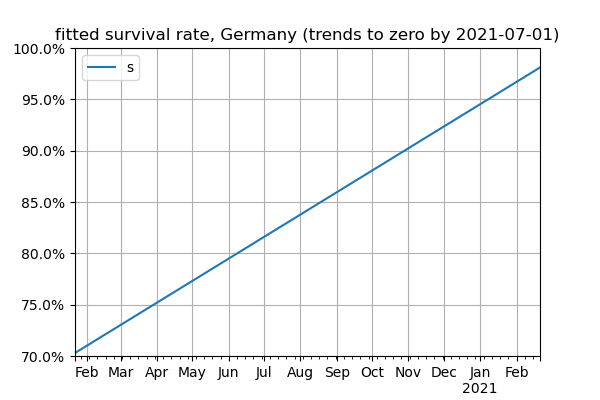 fitted survival rate, Germany (trends to zero by 2021-07-01)
100.0%
95.0%
90.0%
85.0%
80.0%
75.0%
70.0%
s
Feb Mar Apr May Jun Jul Aug Sep Oct Nov Dec Jan Feb
2021